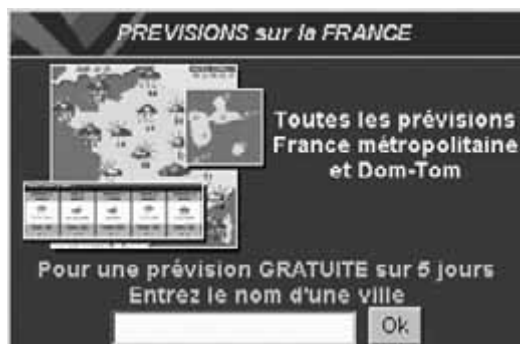 PREVISIONS sur la FRANCE
Toutes les prévisions
France métropolitaine
et Dom-Tom
Pour une prévision GRATUITE sur 5 jours
Entrez le nom d'une ville
Ok